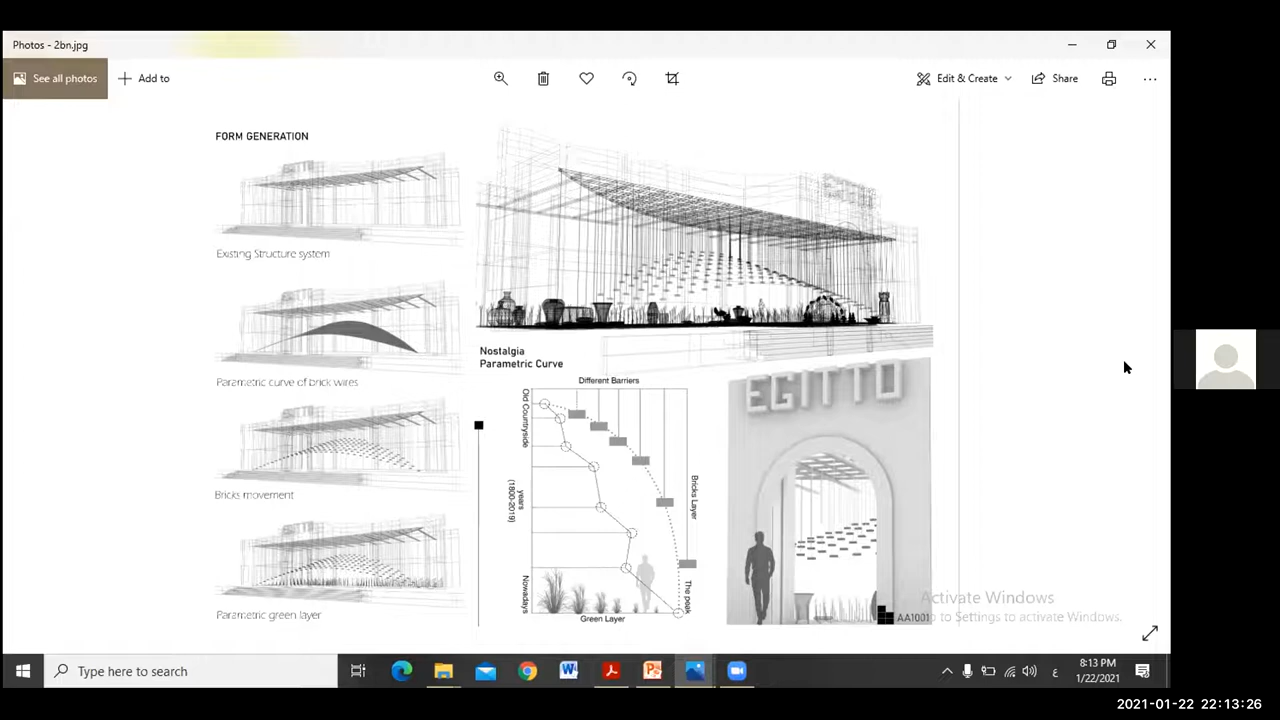 Photos - 2bn.jpg
See all photos
Add to
Edit & Create
Share
FORM GENERATION
Existing Structure system
Parametric curve of brick wires
Bricks movement
Parametric green layer
Nostalgia
Parametric Curve
Different Barriers
Old Countryside
years
(1800-2019)
Nowadays
Bricks Layer
The peak
Green Layer
EGITTO
AA1001
Activate Windows
to Settings to activate Windows.
Type here to search
ع
8:13 PM
1/22/2021
2021-01-22 22:13:26